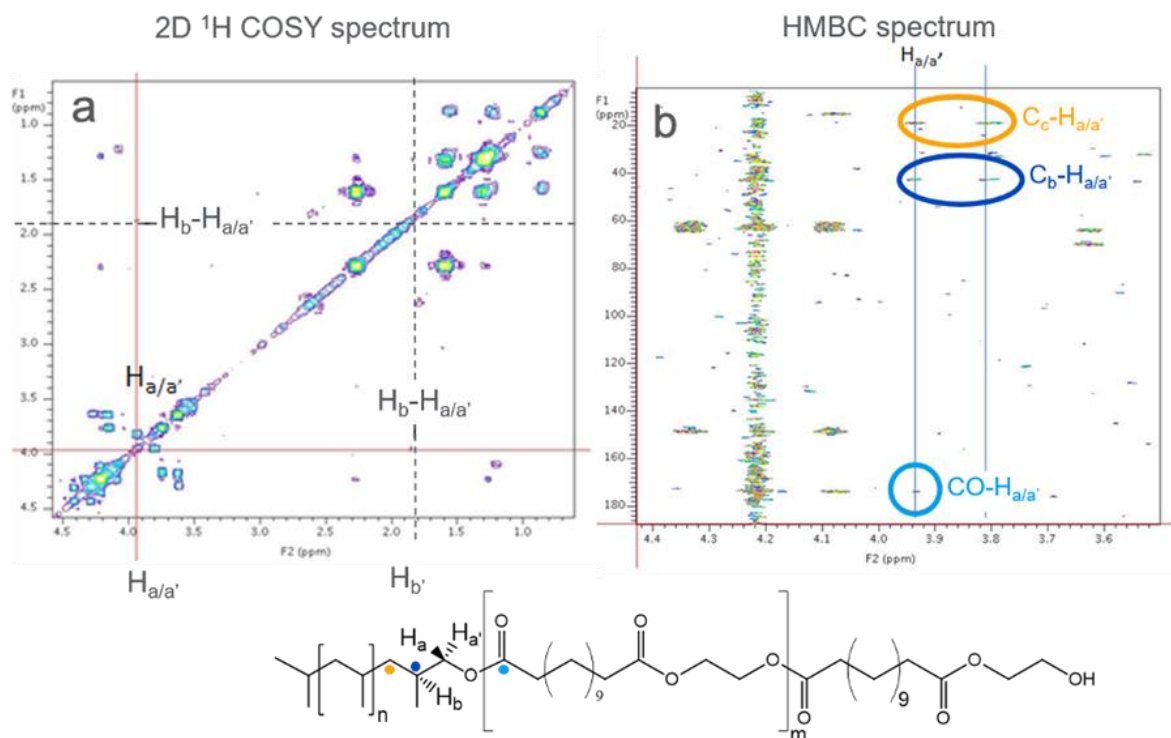 2D ¹H COSY spectrum
HMBC spectrum
F1
(ppm)
a
1.0
1.5
2.0
2.5
3.0
3.5
4.0
4.5
Hb-Ha/a'
Ha/a'
Hb-Ha/a'
4.5 4.0 3.5 3.0 2.5 2.0 1.5 1.0
F2 (ppm)
Ha/a'
Hb'
Ha/a'
F1
(ppm)
b
20
40
60
80
100
120
140
160
180
Cc-Ha/a'
Cb-Ha/a'
CO-Ha/a'
4.4 4.3 4.2 4.1 4.0 3.9 3.8 3.7 3.6
F2 (ppm)
Ha Ha' O O O
n Hb O 9 O O 9 O OH
O m O O